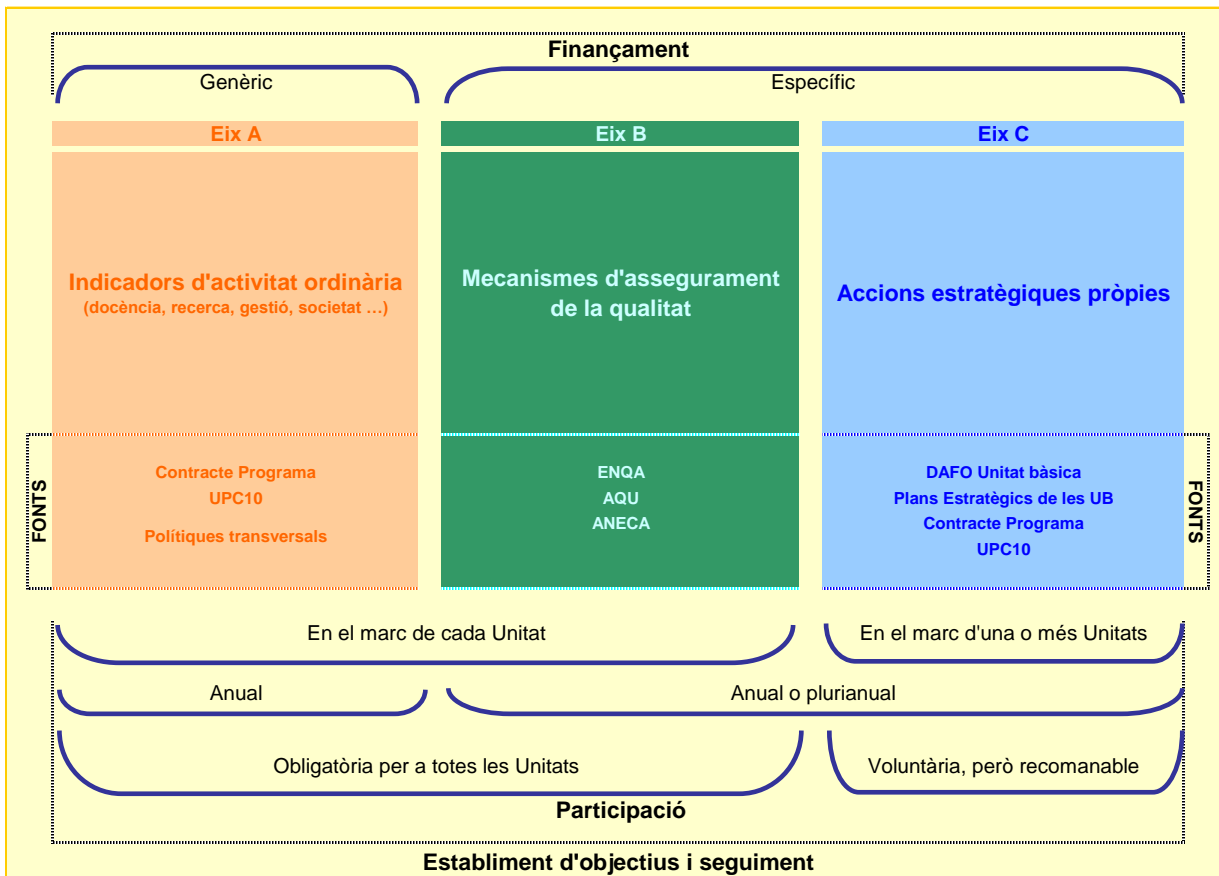 Finançament
Genèric
Específic
Eix A
Eix B
Eix C
Indicadors d'activitat ordinària
(docència, recerca, gestió, societat ...)
Mecanismes d'assegurament
de la qualitat
Accions estratègiques pròpies
FONTS
Contracte Programa
UPC10
Polítiques transversals
ENQA
AQU
ANECA
DAFO Unitat bàsica
Plans Estratègics de les UB
Contracte Programa
UPC10
FONTS
En el marc de cada Unitat
En el marc d'una o més Unitats
Anual
Anual o plurianual
Obligatòria per a totes les Unitats
Voluntària, però recomanable
Participació
Establiment d'objectius i seguiment